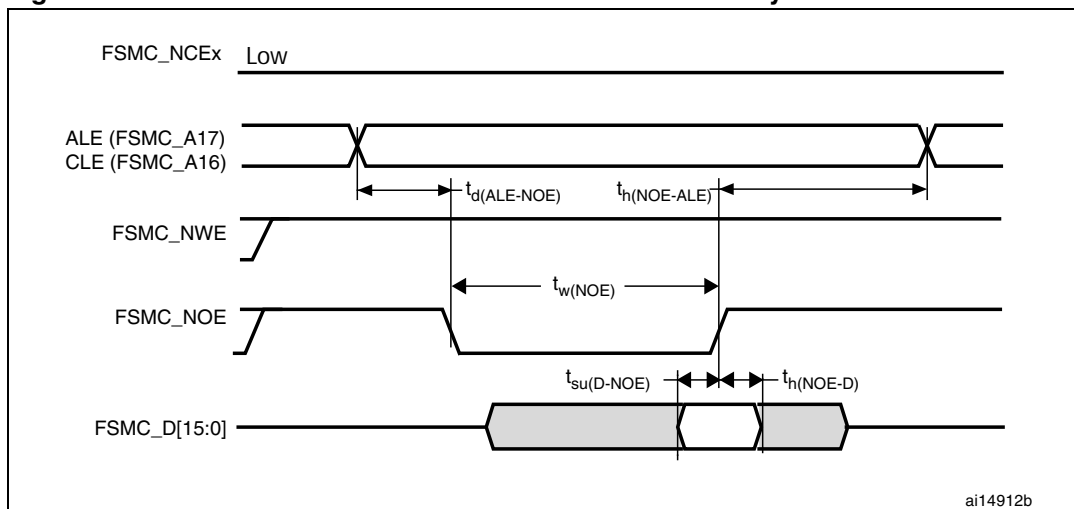 FSMC_NCEx Low
ALE (FSMC_A17)
CLE (FSMC_A16)
td(ALE-NOE) th(NOE-ALE)
FSMC_NWE
tw(NOE)
FSMC_NOE
tsu(D-NOE) th(NOE-D)
FSMC_D[15:0]
ai14912b